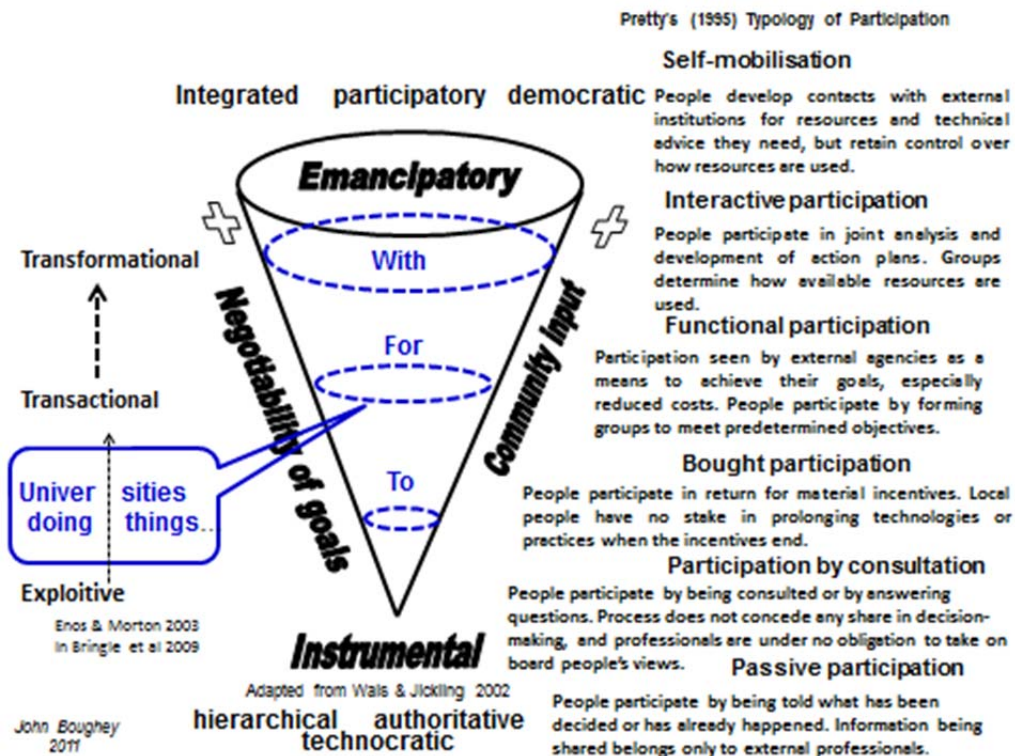 Pretty's (1995) Typology of Participation
Self-mobilisation
Integrated participatory democratic
People develop contacts with external
institutions for resources and technical
advice they need, but retain control over
how resources are used.
Emancipatory
Interactive participation
People participate in joint analysis and
development of action plans. Groups
determine how available resources are
used.
With
Transformational
Negotiability of goals
Community Input
Functional participation
For
Participation seen by external agencies as a
means to achieve their goals, especially
reduced costs. People participate by forming
groups to meet predetermined objectives.
Transactional
Bought participation
To
Univer sities
doing things..
People participate in return for material incentives. Local
people have no stake in prolonging technologies or
practices when the incentives end.
Participation by consultation
Exploitive
People participate by being consulted or by answering
questions. Process does not concede any share in decision-
making, and professionals are under no obligation to take on
board people's views.
Enos & Morton 2003
In Bringle et al 2009
Instrumental
Passive participation
Adapted from Wals & Jickling 2002
People participate by being told what has been
decided or has already happened. Information being
shared belongs only to external professionals.
hierarchical authoritative
technocratic
John Boughey
2011